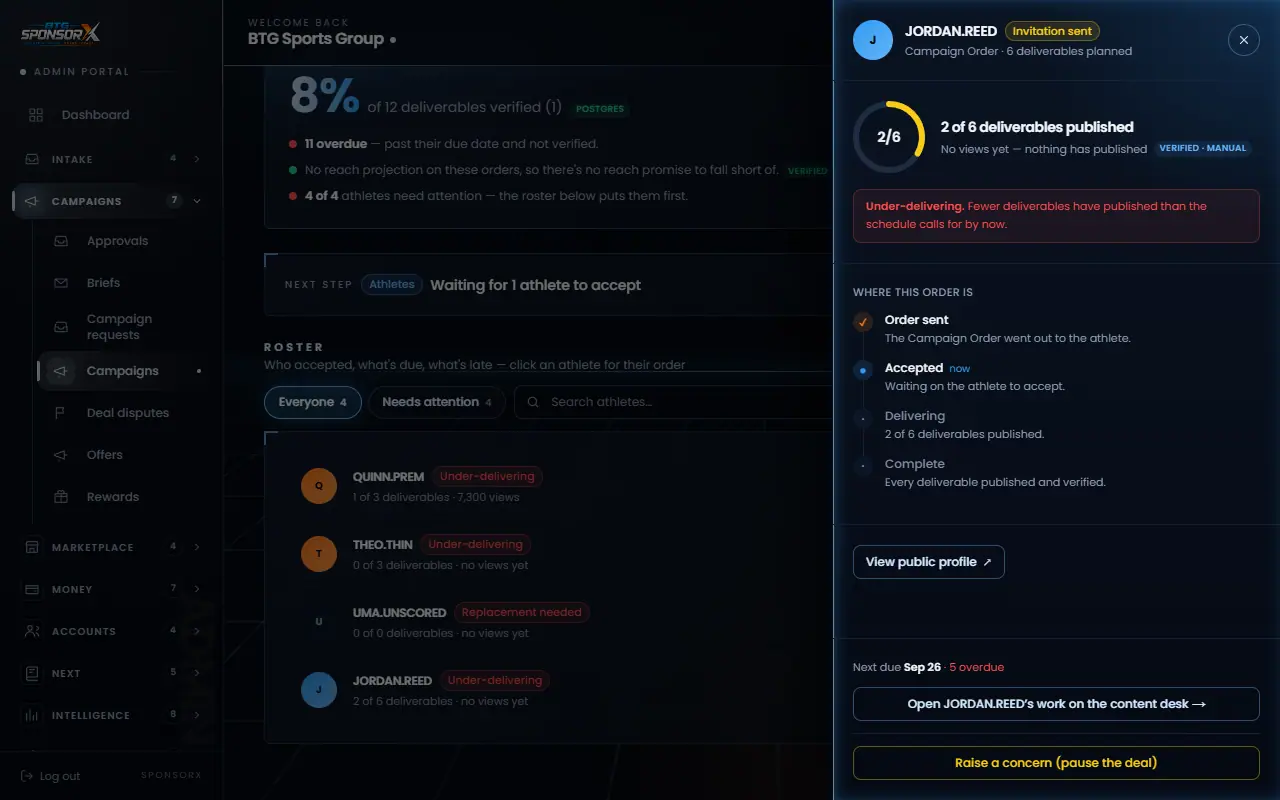 BTG
SPONSORX
ADMIN PORTAL
Dashboard
INTAKE 4
CAMPAIGNS 7
Approvals
Briefs
Campaign
requests
Campaigns
Deal disputes
Offers
Rewards
MARKETPLACE 4
MONEY 7
ACCOUNTS 4
NEXT 5
INTELLIGENCE 6
Log out SPONSORX
WELCOME BACK
BTG Sports Group
8% of 12 deliverables verified (1) POSTORES
11 overdue — past their due date and not verified.
No reach projection on these orders, so there's no reach promise to fall short of. VERIFIED
4 of 4 athletes need attention — the roster below puts them first.
NEXT STEP Athletes Waiting for 1 athlete to accept
ROSTER
Who accepted, what's due, what's late — click an athlete for their order
Everyone 4 Needs attention 4 Search athletes...
Q QUINN.PREM Under-delivering
1 of 3 deliverables · 7,300 views
T THEO.THIN Under-delivering
0 of 3 deliverables · no views yet
U UMA.UNSCORED Replacement needed
0 of 0 deliverables · no views yet
J JORDAN.REED Under-delivering
2 of 6 deliverables · no views yet
J JORDAN.REED Invitation sent
Campaign Order · 6 deliverables planned
2/6
2 of 6 deliverables published
No views yet — nothing has published VERIFIED · MANUAL
Under-delivering. Fewer deliverables have published than the
schedule calls for by now.
WHERE THIS ORDER IS
Order sent
The Campaign Order went out to the athlete.
Accepted now
Waiting on the athlete to accept.
Delivering
2 of 6 deliverables published.
Complete
Every deliverable published and verified.
View public profile ↗
Next due Sep 26 · 5 overdue
Open JORDAN.REED's work on the content desk →
Raise a concern (pause the deal)